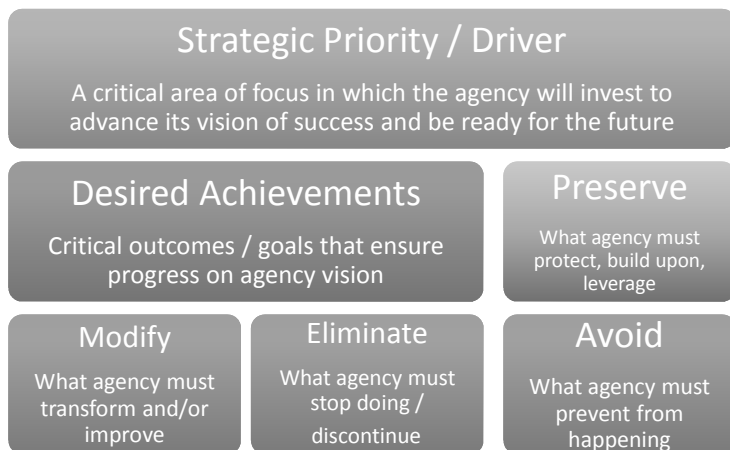 Strategic Priority / Driver
A critical area of focus in which the agency will invest to
advance its vision of success and be ready for the future
Desired Achievements
Critical outcomes / goals that ensure
progress on agency vision
Preserve
What agency must
protect, build upon,
leverage
Modify
What agency must
transform and/or
improve
Eliminate
What agency must
stop doing /
discontinue
Avoid
What agency must
prevent from
happening